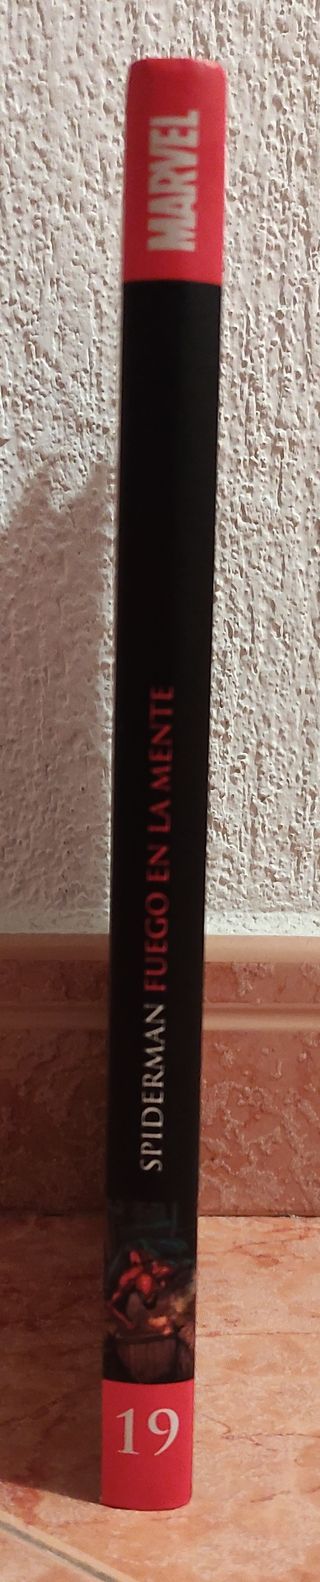 MARVEL
SPIDERMAN FUEGO EN LA MENTE
19